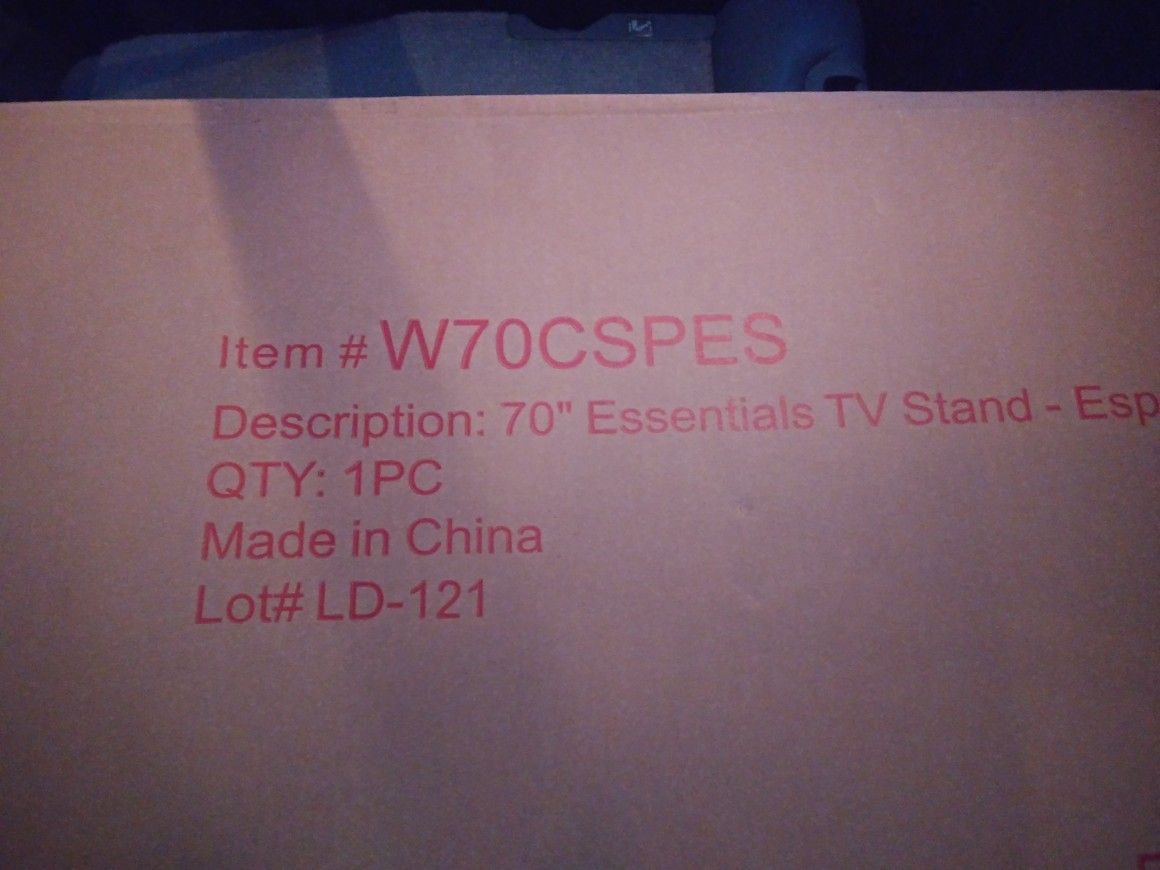 Item # W70CSPES
Description: 70" Essentials TV Stand - Esp
QTY: 1PC
Made in China
Lot# LD-121